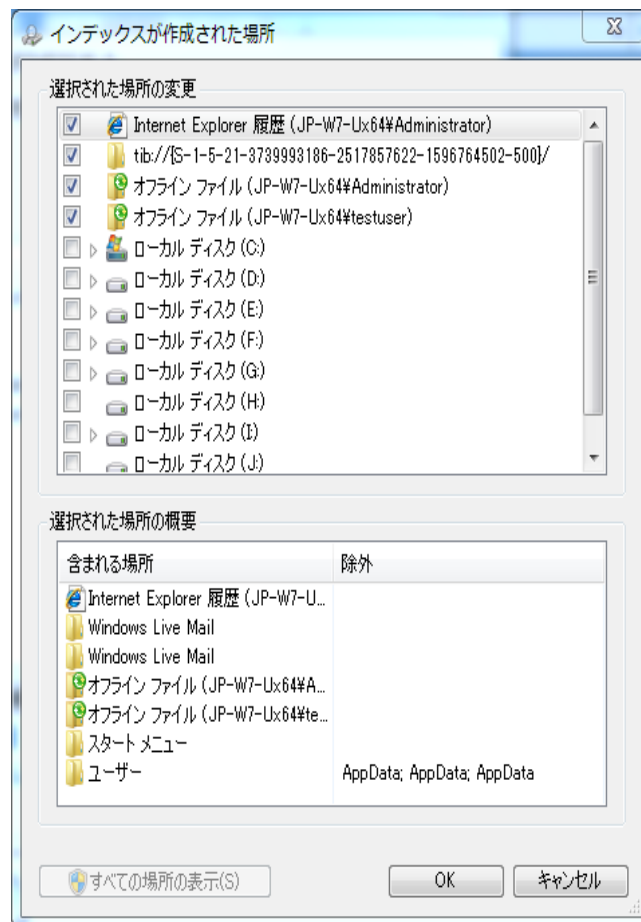 インデックスが作成された場所
選択された場所の変更
Internet Explorer 履歴 (JP-W7-Ux64¥Administrator)
tib://{S-1-5-21-3739993186-2517857622-1596764502-500}/
オフライン ファイル (JP-W7-Ux64¥Administrator)
オフライン ファイル (JP-W7-Ux64¥testuser)
ローカル ディスク (C:)
ローカル ディスク (D:)
ローカル ディスク (E:)
ローカル ディスク (F:)
ローカル ディスク (G:)
ローカル ディスク (H:)
ローカル ディスク (I:)
ローカル ディスク (J:)
選択された場所の概要
含まれる場所 除外
Internet Explorer 履歴 (JP-W7-U...
Windows Live Mail
Windows Live Mail
オフライン ファイル (JP-W7-Ux64¥A...
オフライン ファイル (JP-W7-Ux64¥te...
スタート メニュー
ユーザー AppData; AppData; AppData
すべての場所の表示(S) OK キャンセル